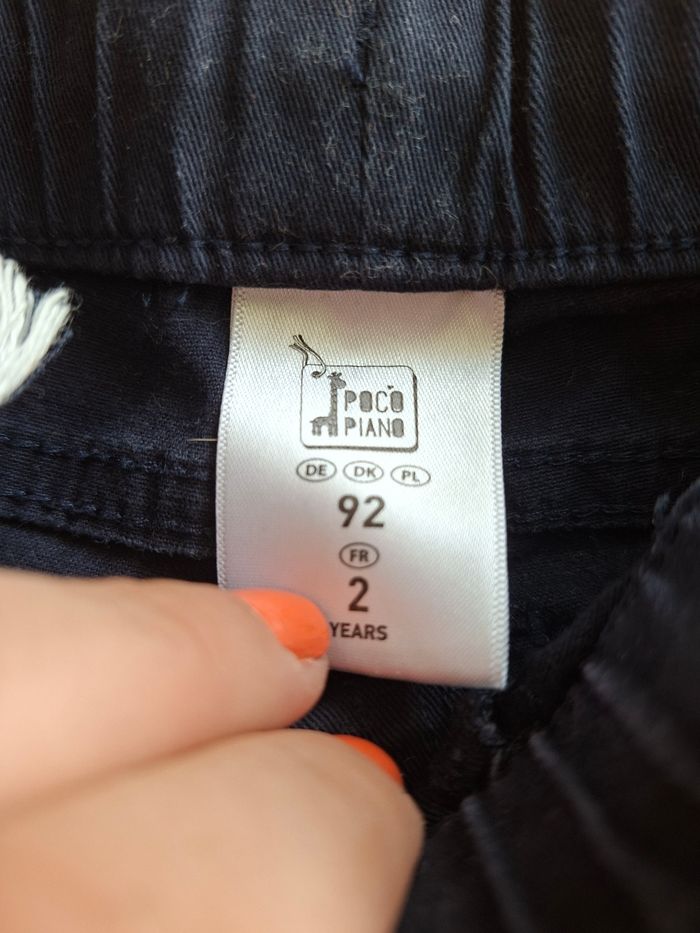 POCO
PIANO
DE DK PL
92
FR
2
YEARS